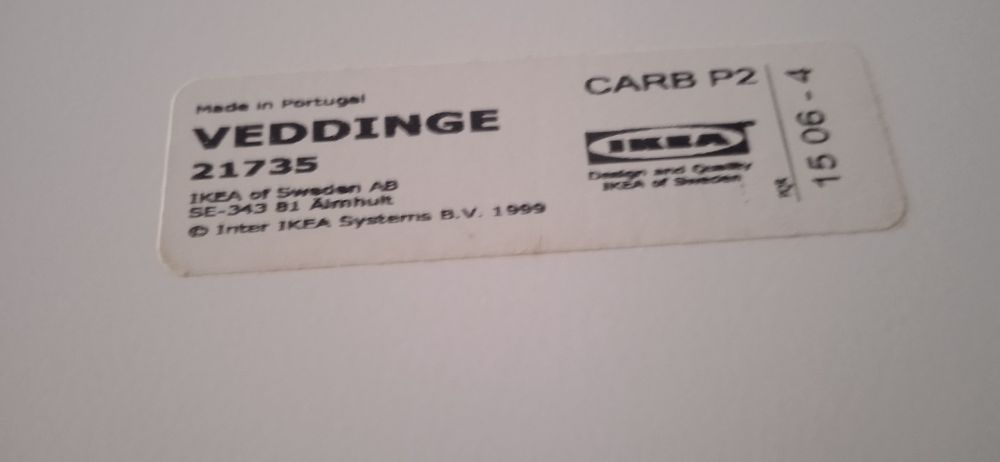 Made in Portugal
VEDDINGE
21735
IKEA of Sweden AB
SE-343 81 Älmhult
© Inter IKEA Systems B.V. 1999
CARB P2
IKEA
Design and Quality
IKEA of Sweden
15 06 - 4